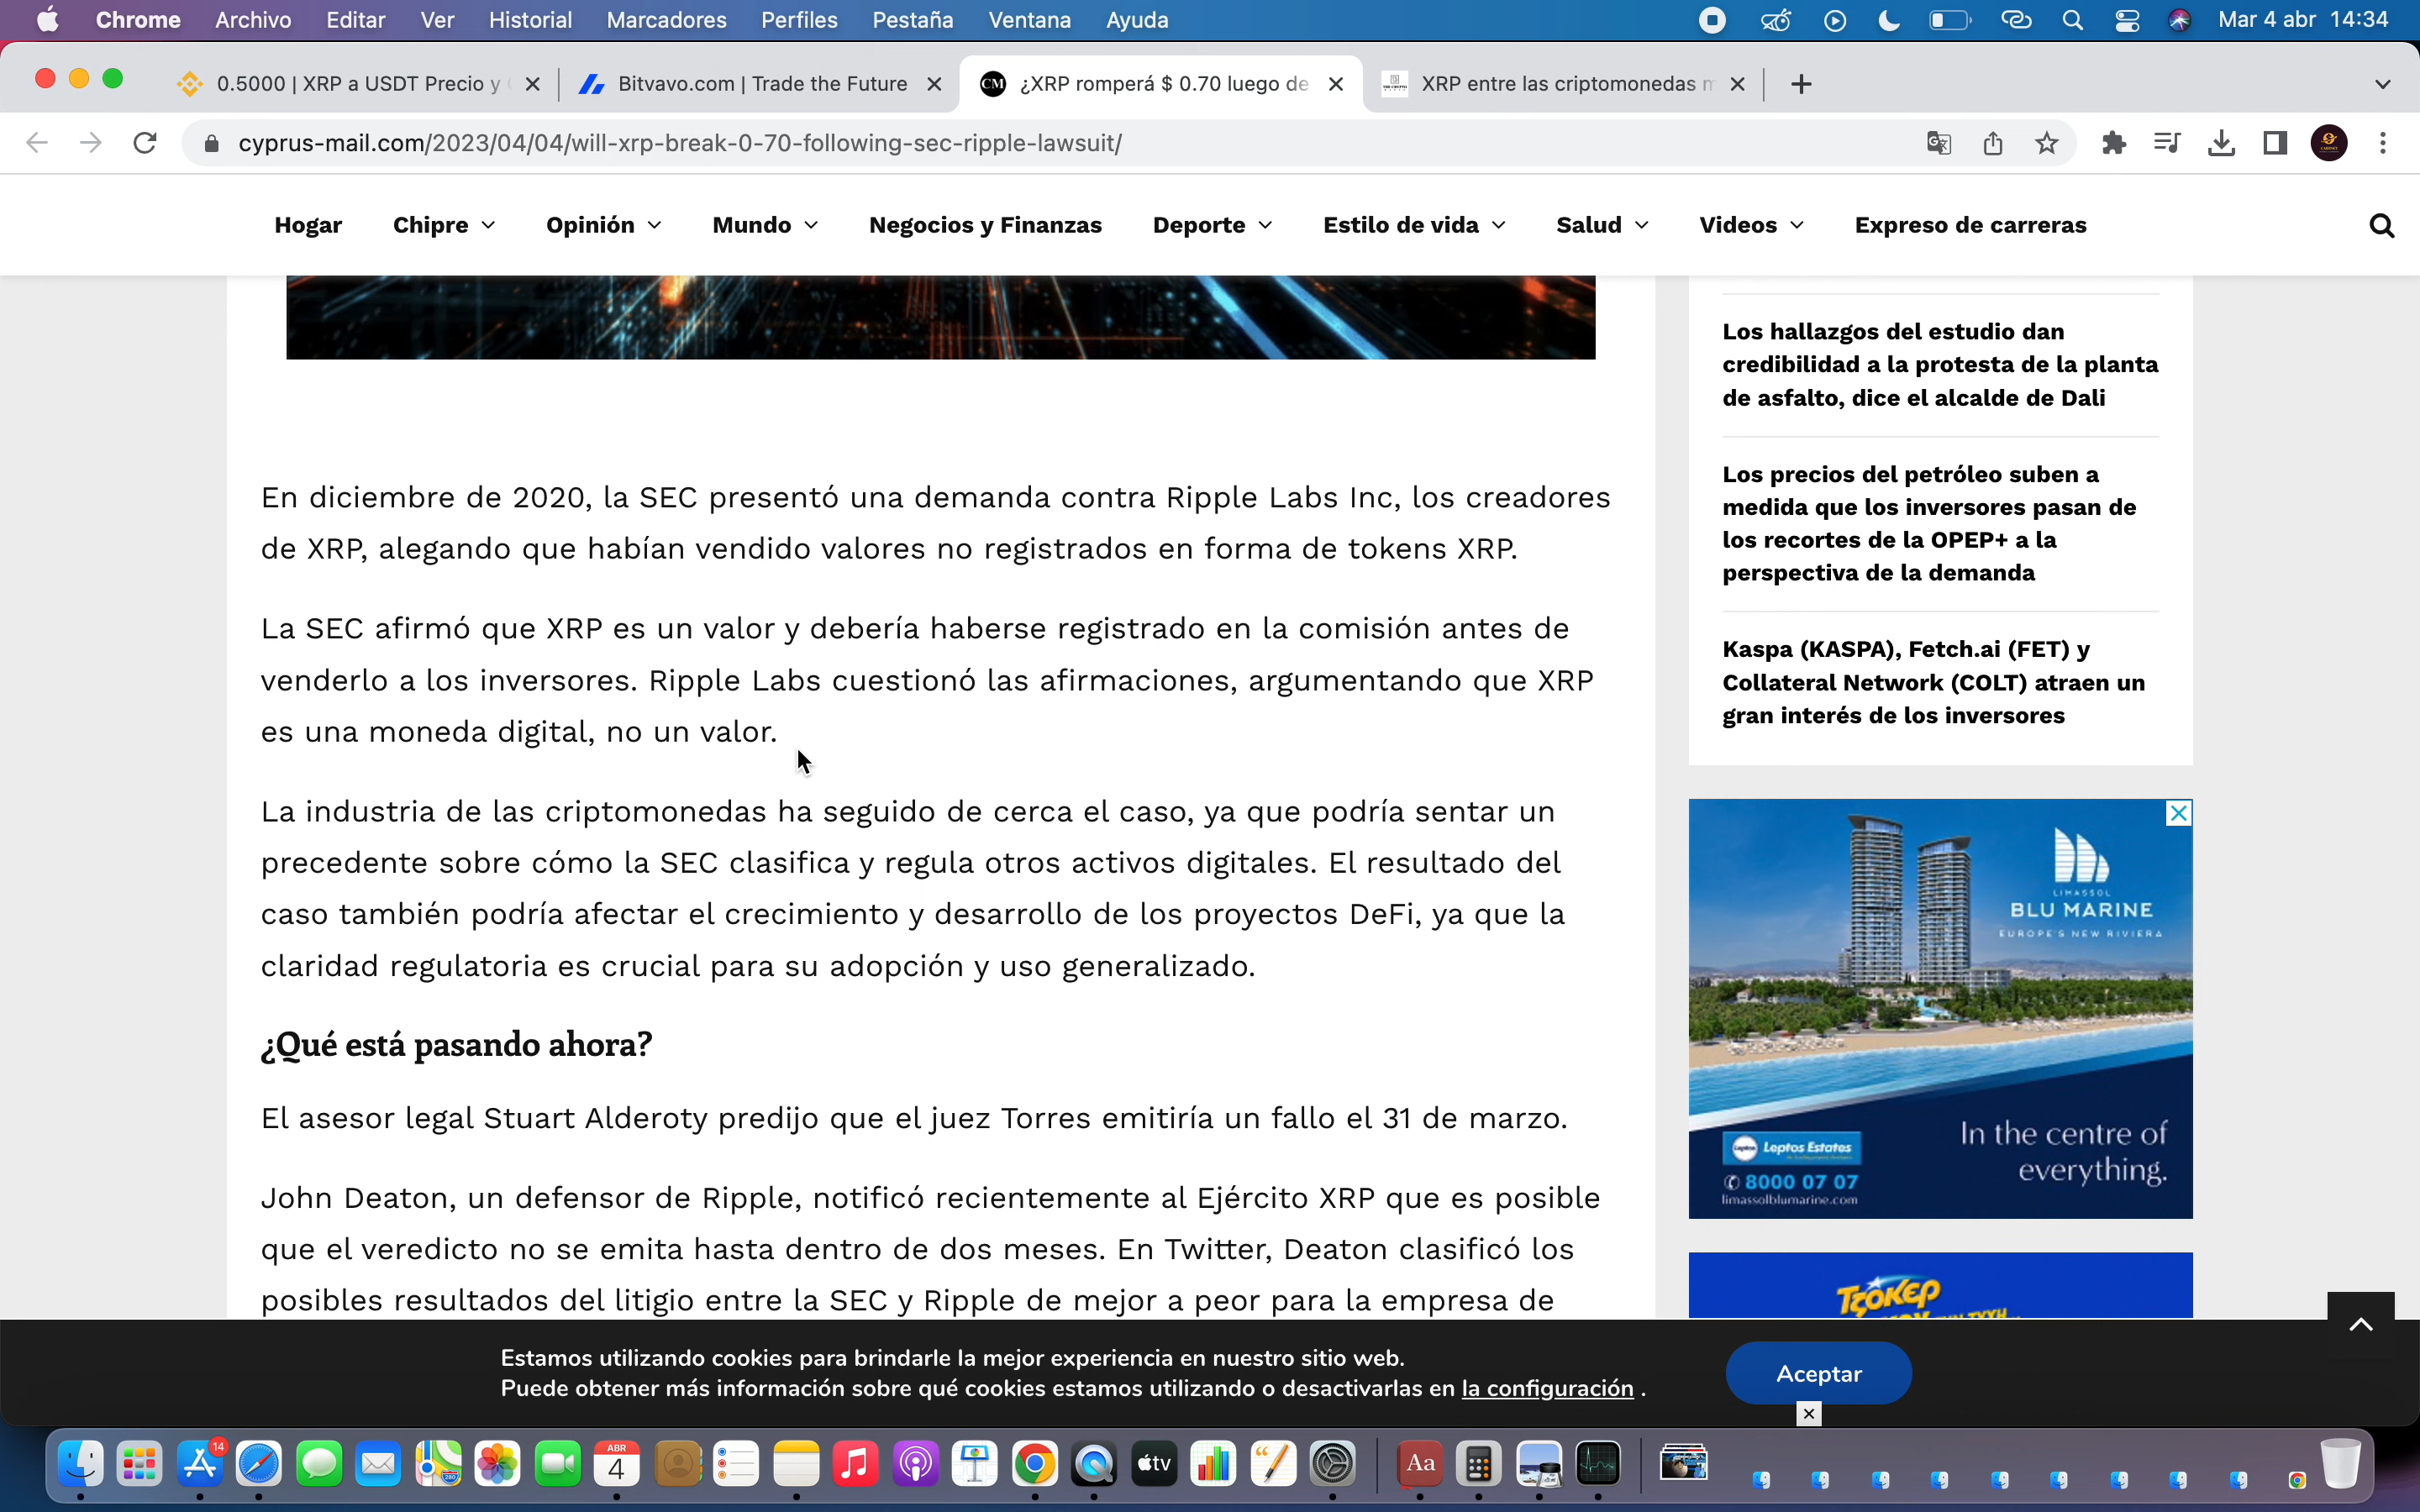 Chrome Archivo Editar Ver Historial Marcadores Perfiles Pestaña Ventana Ayuda Mar 4 abr 14:34
0.5000 | XRP a USDT Precio y
Bitvavo.com | Trade the Future
CM ¿XRP romperá $ 0.70 luego de
XRP entre las criptomonedas
cyprus-mail.com/2023/04/04/will-xrp-break-0-70-following-sec-ripple-lawsuit/
Hogar Chipre Opinión Mundo Negocios y Finanzas Deporte Estilo de vida Salud Videos Expreso de carreras
En diciembre de 2020, la SEC presentó una demanda contra Ripple Labs Inc, los creadores
de XRP, alegando que habían vendido valores no registrados en forma de tokens XRP.
La SEC afirmó que XRP es un valor y debería haberse registrado en la comisión antes de
venderlo a los inversores. Ripple Labs cuestionó las afirmaciones, argumentando que XRP
es una moneda digital, no un valor.
La industria de las criptomonedas ha seguido de cerca el caso, ya que podría sentar un
precedente sobre cómo la SEC clasifica y regula otros activos digitales. El resultado del
caso también podría afectar el crecimiento y desarrollo de los proyectos DeFi, ya que la
claridad regulatoria es crucial para su adopción y uso generalizado.
¿Qué está pasando ahora?
El asesor legal Stuart Alderoty predijo que el juez Torres emitiría un fallo el 31 de marzo.
John Deaton, un defensor de Ripple, notificó recientemente al Ejército XRP que es posible
que el veredicto no se emita hasta dentro de dos meses. En Twitter, Deaton clasificó los
posibles resultados del litigio entre la SEC y Ripple de mejor a peor para la empresa de
Los hallazgos del estudio dan
credibilidad a la protesta de la planta
de asfalto, dice el alcalde de Dali
Los precios del petróleo suben a
medida que los inversores pasan de
los recortes de la OPEP+ a la
perspectiva de la demanda
Kaspa (KASPA), Fetch.ai (FET) y
Collateral Network (COLT) atraen un
gran interés de los inversores
LIMASSOL
BLU MARINE
EUROPE'S NEW RIVIERA
In the centre of
everything.
Leptos Estates
8000 07 07
limassolblumarine.com
ΤΖΟΚΕΡ
Estamos utilizando cookies para brindarle la mejor experiencia en nuestro sitio web.
Puede obtener más información sobre qué cookies estamos utilizando o desactivarlas en la configuración .
Aceptar
14
ABR
4
tv
Aa